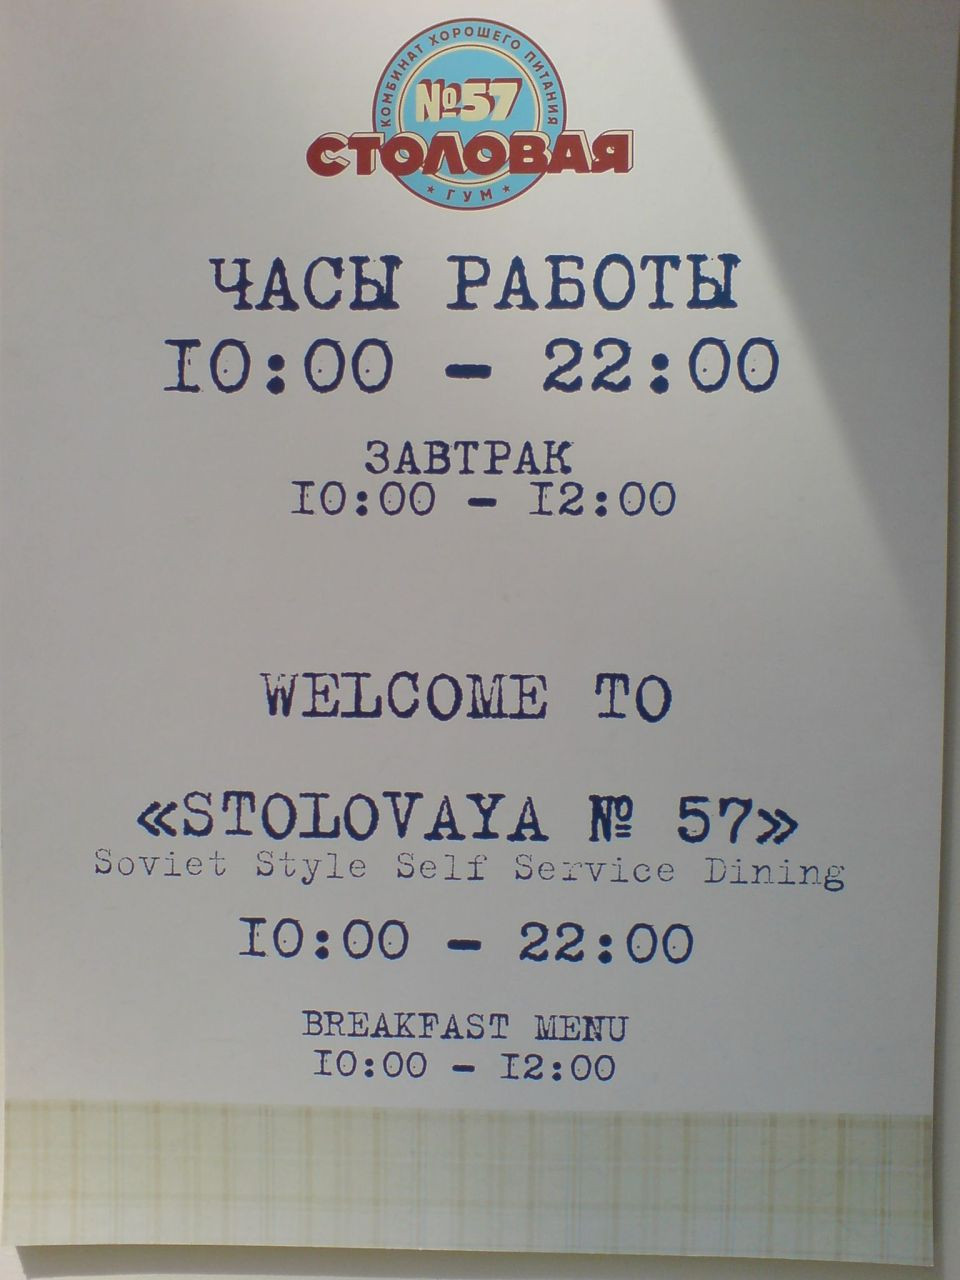 КОМБИНАТ ХОРОШЕГО ПИТАНИЯ
№57
СТОЛОВАЯ
★ ГУМ ★
ЧАСЫ РАБОТЫ
10:00 - 22:00
ЗАВТРАК
10:00 - 12:00
WELCOME TO
«STOLOVAYA № 57»
Soviet Style Self Service Dining
10:00 - 22:00
BREAKFAST MENU
10:00 - 12:00